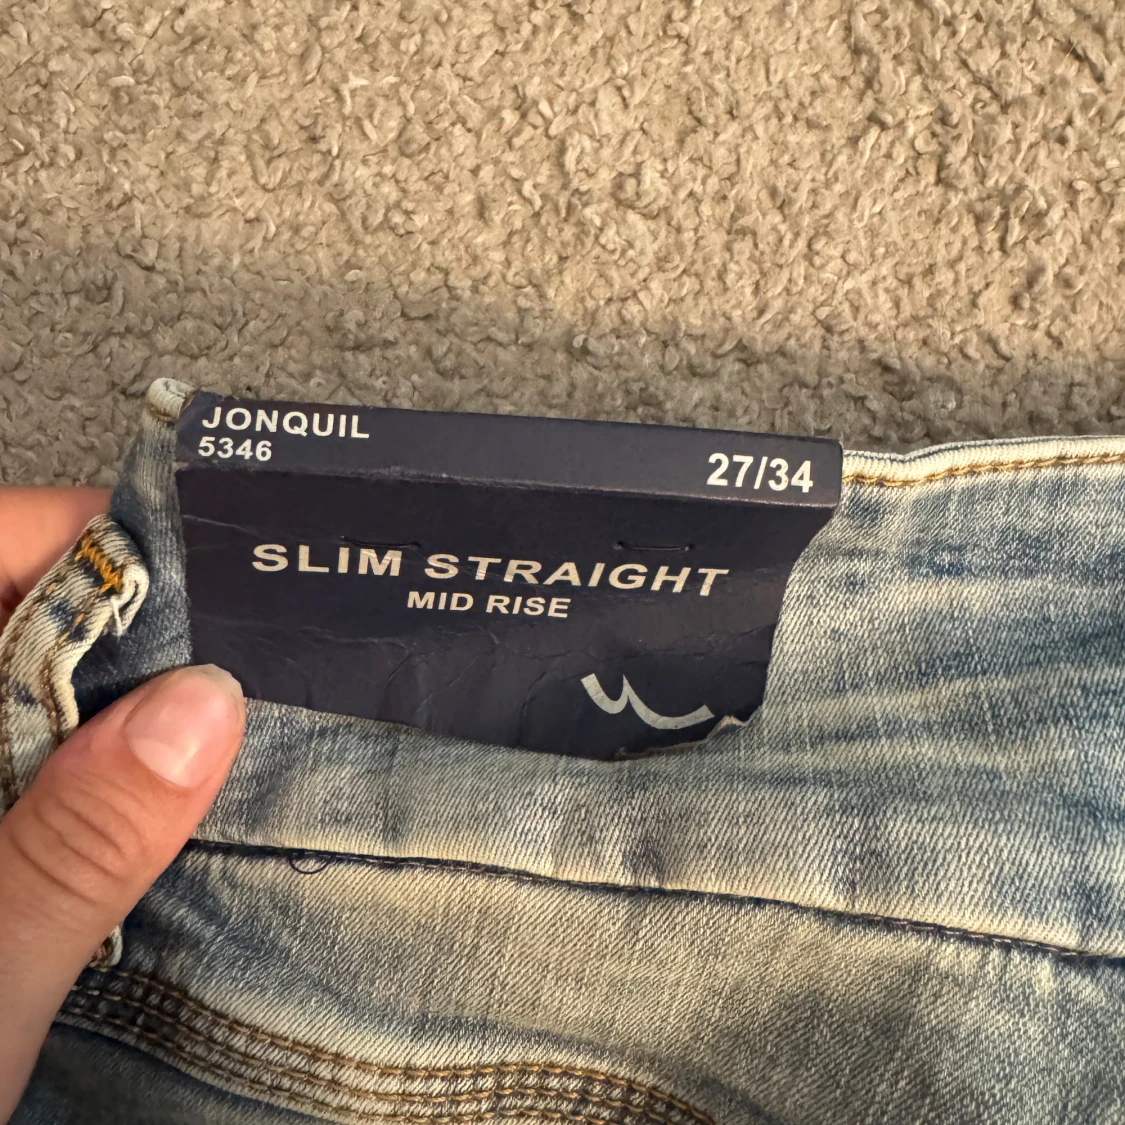 JONQUIL
5346
27/34
SLIM STRAIGHT
MID RISE